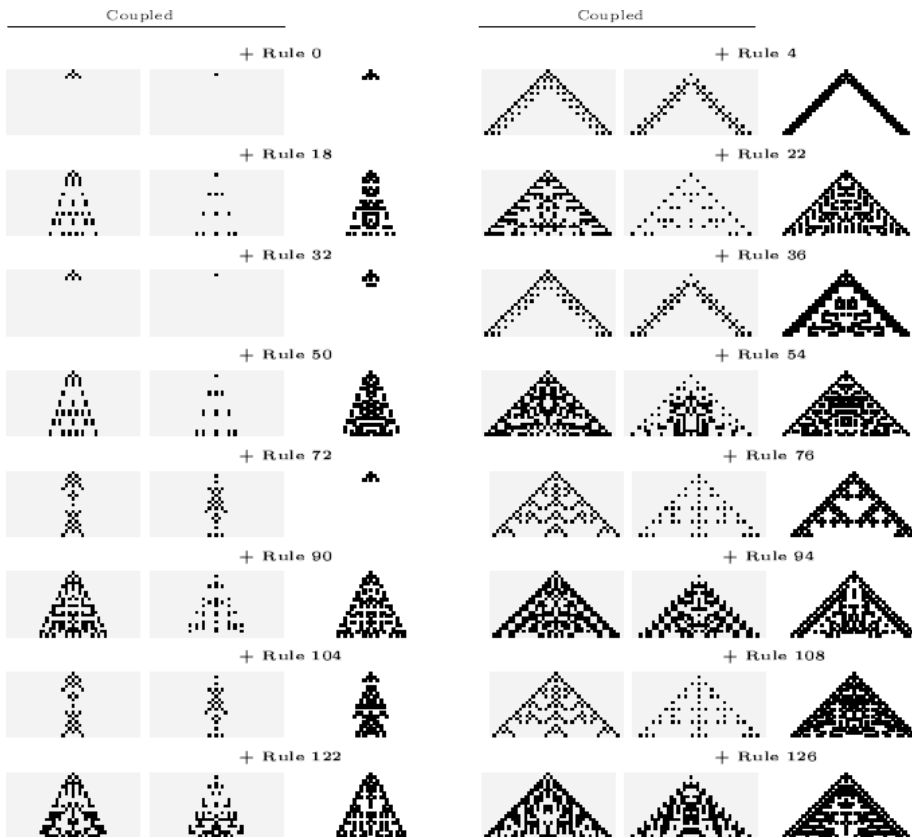 Coupled
Coupled
+ Rule 0
+ Rule 4
+ Rule 18
+ Rule 22
+ Rule 32
+ Rule 36
+ Rule 50
+ Rule 54
+ Rule 72
+ Rule 76
+ Rule 90
+ Rule 94
+ Rule 104
+ Rule 108
+ Rule 122
+ Rule 126